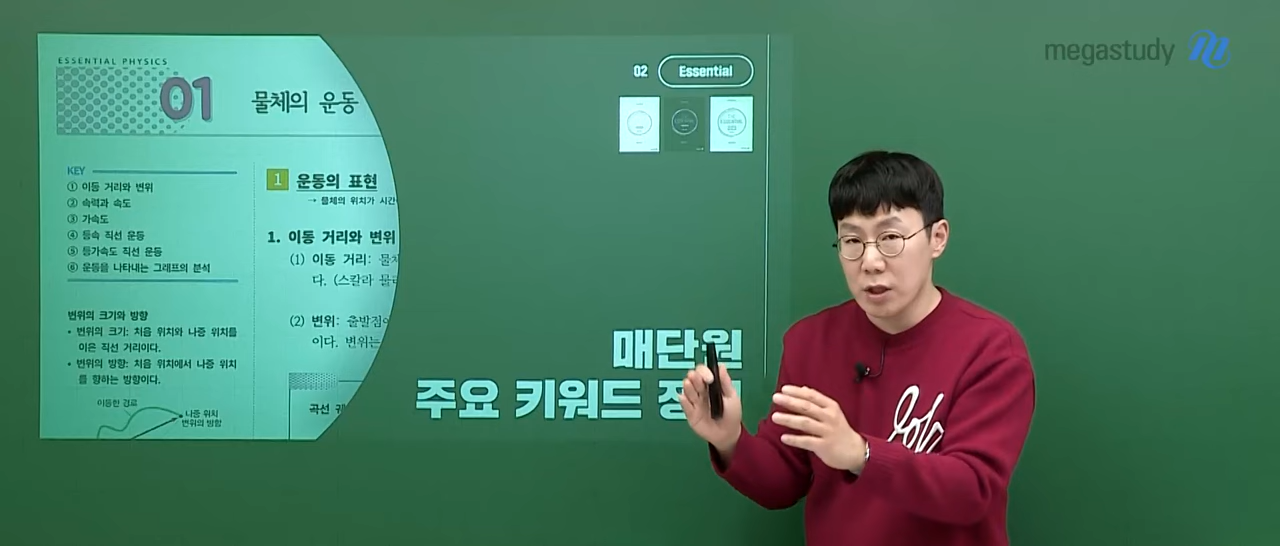 megastudy
ESSENTIAL PHYSICS
01 물체의 운동
KEY
① 이동 거리와 변위
② 속력과 속도
③ 가속도
④ 등속 직선 운동
⑤ 등가속도 직선 운동
⑥ 운동을 나타내는 그래프의 분석
변위의 크기와 방향
• 변위의 크기: 처음 위치와 나중 위치를
이은 직선 거리이다.
• 변위의 방향: 처음 위치에서 나중 위치
를 향하는 방향이다.
이동한 경로
나중 위치
변위의 방향
1 운동의 표현
→ 물체의 위치가 시간
1. 이동 거리와 변위
(1) 이동 거리: 물체
다. (스칼라 물리
(2) 변위: 출발점에
이다. 변위는
곡선
02 Essential
매단원
주요 키워드